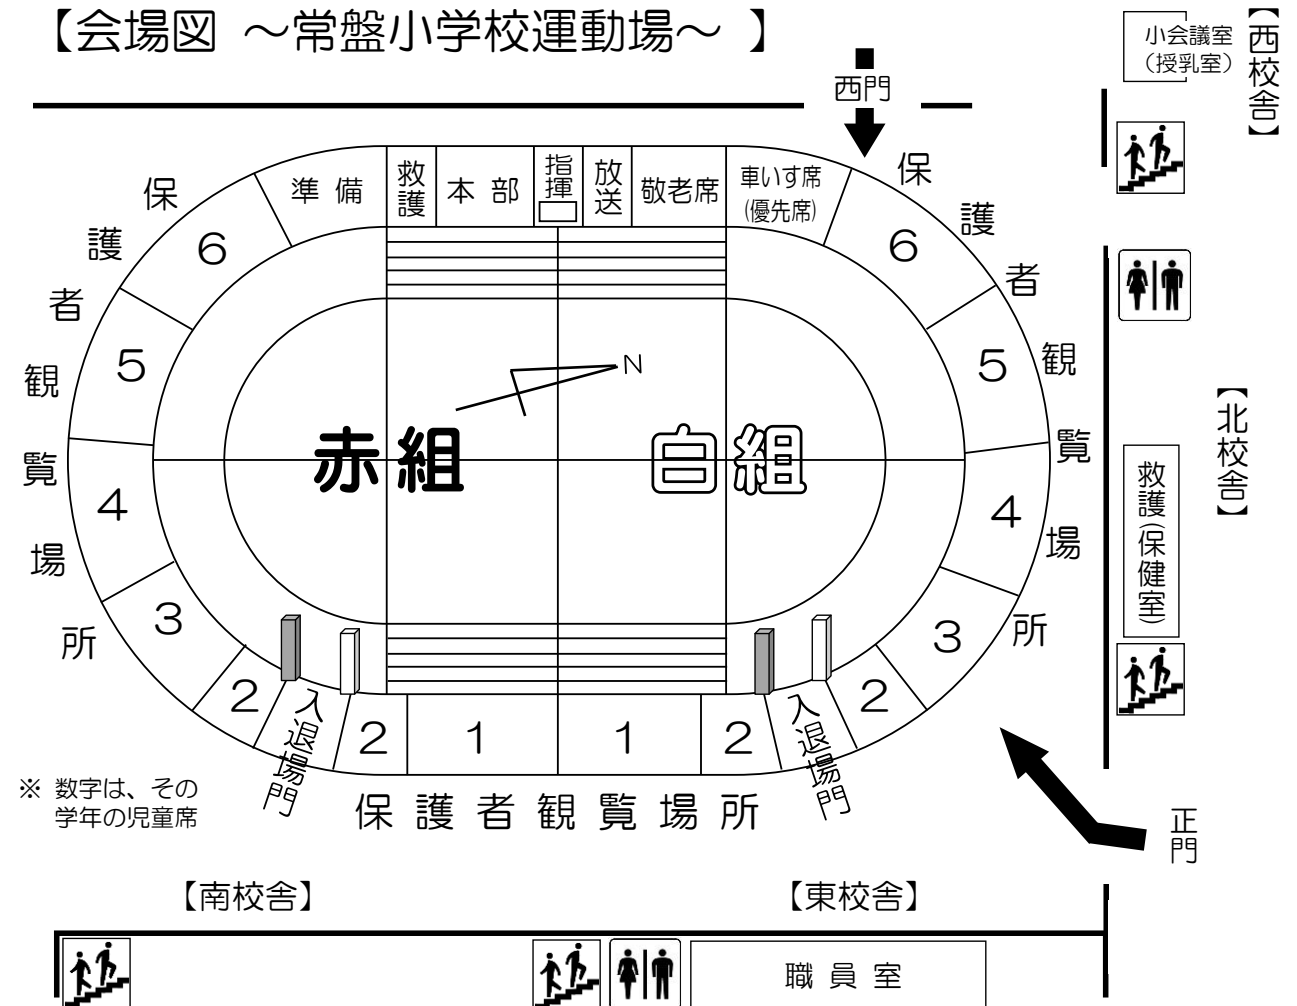 【会場図 ～常盤小学校運動場～ 】
西門
小会議室
（授乳室）
【西校舎】
準 備
救護
本 部
指揮
放送
敬老席
車いす席
(優先席)
保護者観覧場所
保護者観覧場所
6
5
4
3
2
6
5
4
3
2
N
赤組
白組
【北校舎】
救護(保健室)
入退場門
2
1
1
2
入退場門
保護者観覧場所
※ 数字は、その
学年の児童席
正門
【南校舎】
【東校舎】
職員室